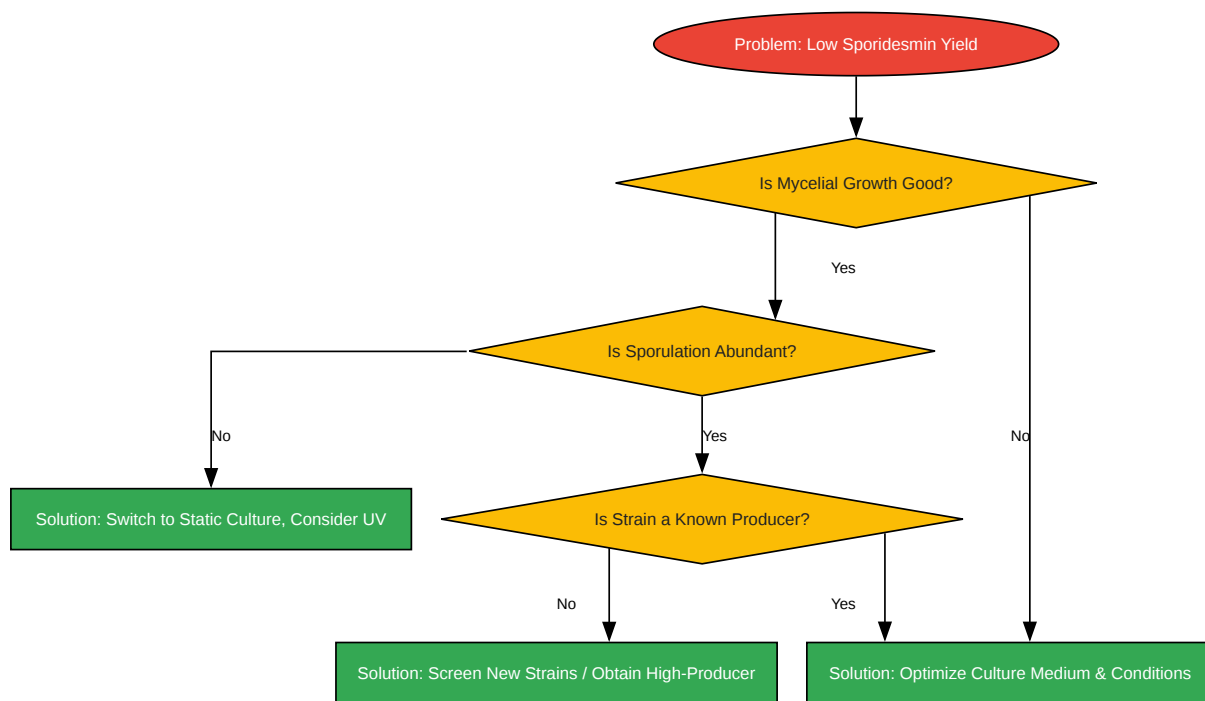 Problem: Low Sporidesmin Yield
Is Mycelial Growth Good?
Yes
Is Sporulation Abundant?
No
Yes
No
Solution: Switch to Static Culture, Consider UV
Is Strain a Known Producer?
No
Yes
Solution: Screen New Strains / Obtain High-Producer
Solution: Optimize Culture Medium & Conditions